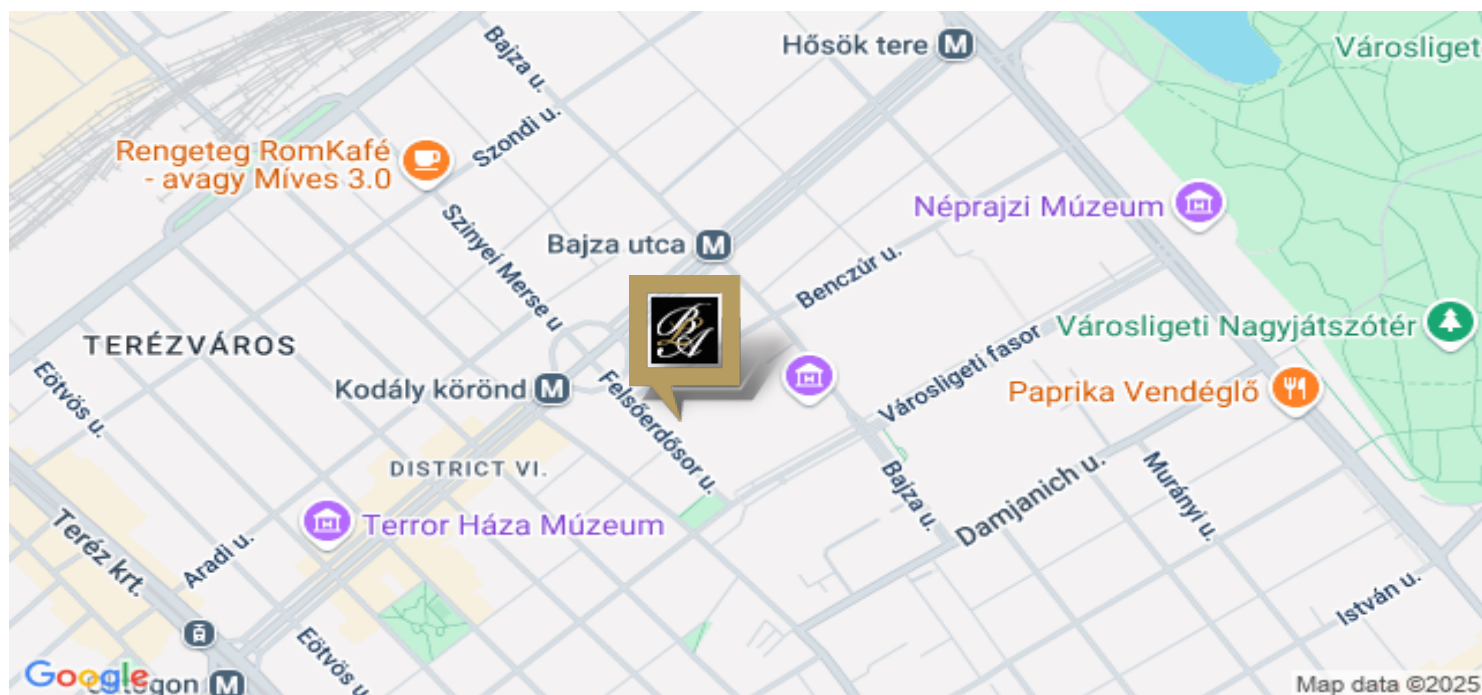 Hősök tere
Városliget
Bajza u.
Szondi u.
Rengeteg RomKafé
- avagy Míves 3.0
Néprajzi Múzeum
Szinyei Merse u
Bajza utca
Benczúr u.
BLA
TERÉZVÁROS
Városligeti Nagyjátszótér
Városligeti fasor
Eötvös u.
Kodály körönd
Felsőerdősor u.
Paprika Vendéglő
DISTRICT VI.
Bajza u.
Damjanich u.
Murányi u.
Terror Háza Múzeum
Teréz krt.
Aradi u.
István u.
Eötvös u.
Google
gon
Map data ©2025